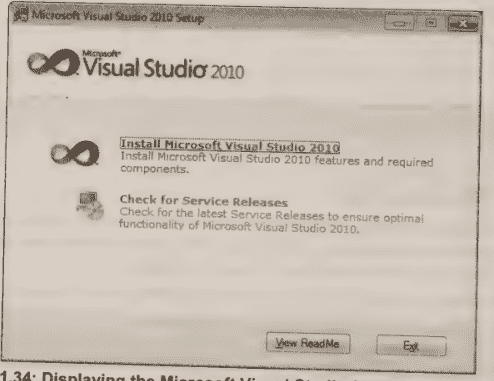 Microsoft Visual Studio 2010 Setup
Microsoft®
Visual Studio 2010
Install Microsoft Visual Studio 2010
Install Microsoft Visual Studio 2010 features and required
components.
Check for Service Releases
Check for the latest Service Releases to ensure optimal
functionality of Microsoft Visual Studio 2010.
View ReadMe
Exit
1.34: Displaying the Microsoft Visual